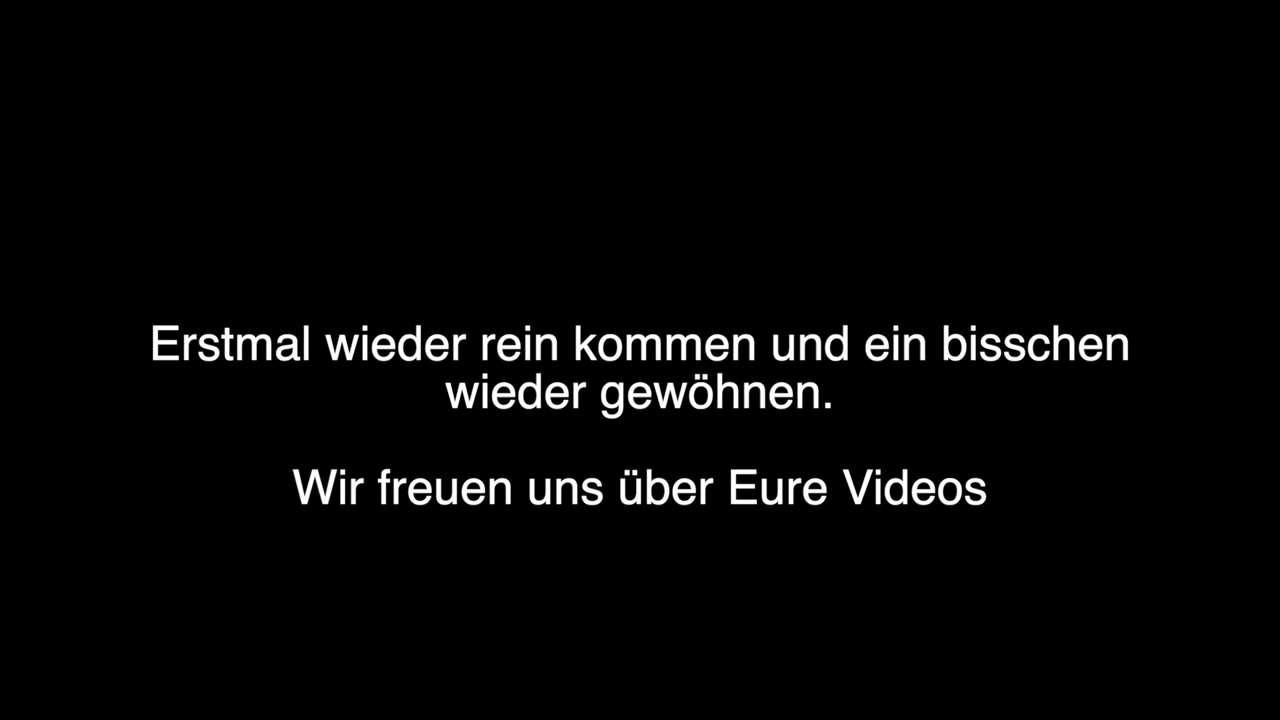 Erstmal wieder rein kommen und ein bisschen
wieder gewöhnen.
Wir freuen uns über Eure Videos